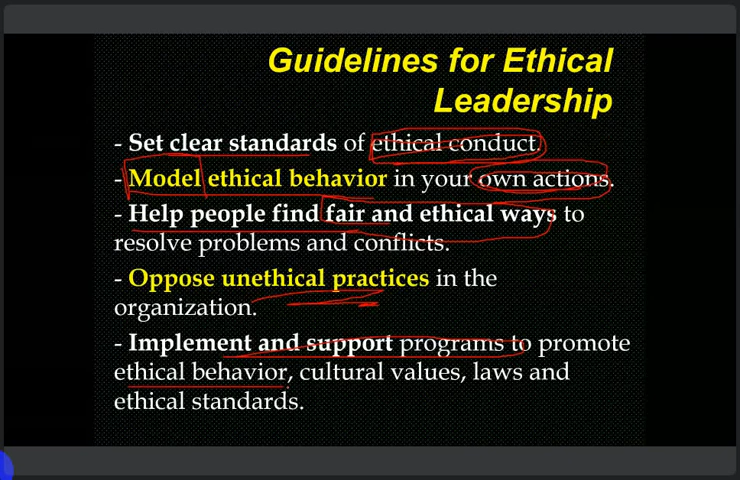 Guidelines for Ethical
Leadership
- Set clear standards of ethical conduct.
- Model ethical behavior in your own actions.
- Help people find fair and ethical ways to
resolve problems and conflicts.
- Oppose unethical practices in the
organization.
- Implement and support programs to promote
ethical behavior, cultural values, laws and
ethical standards.